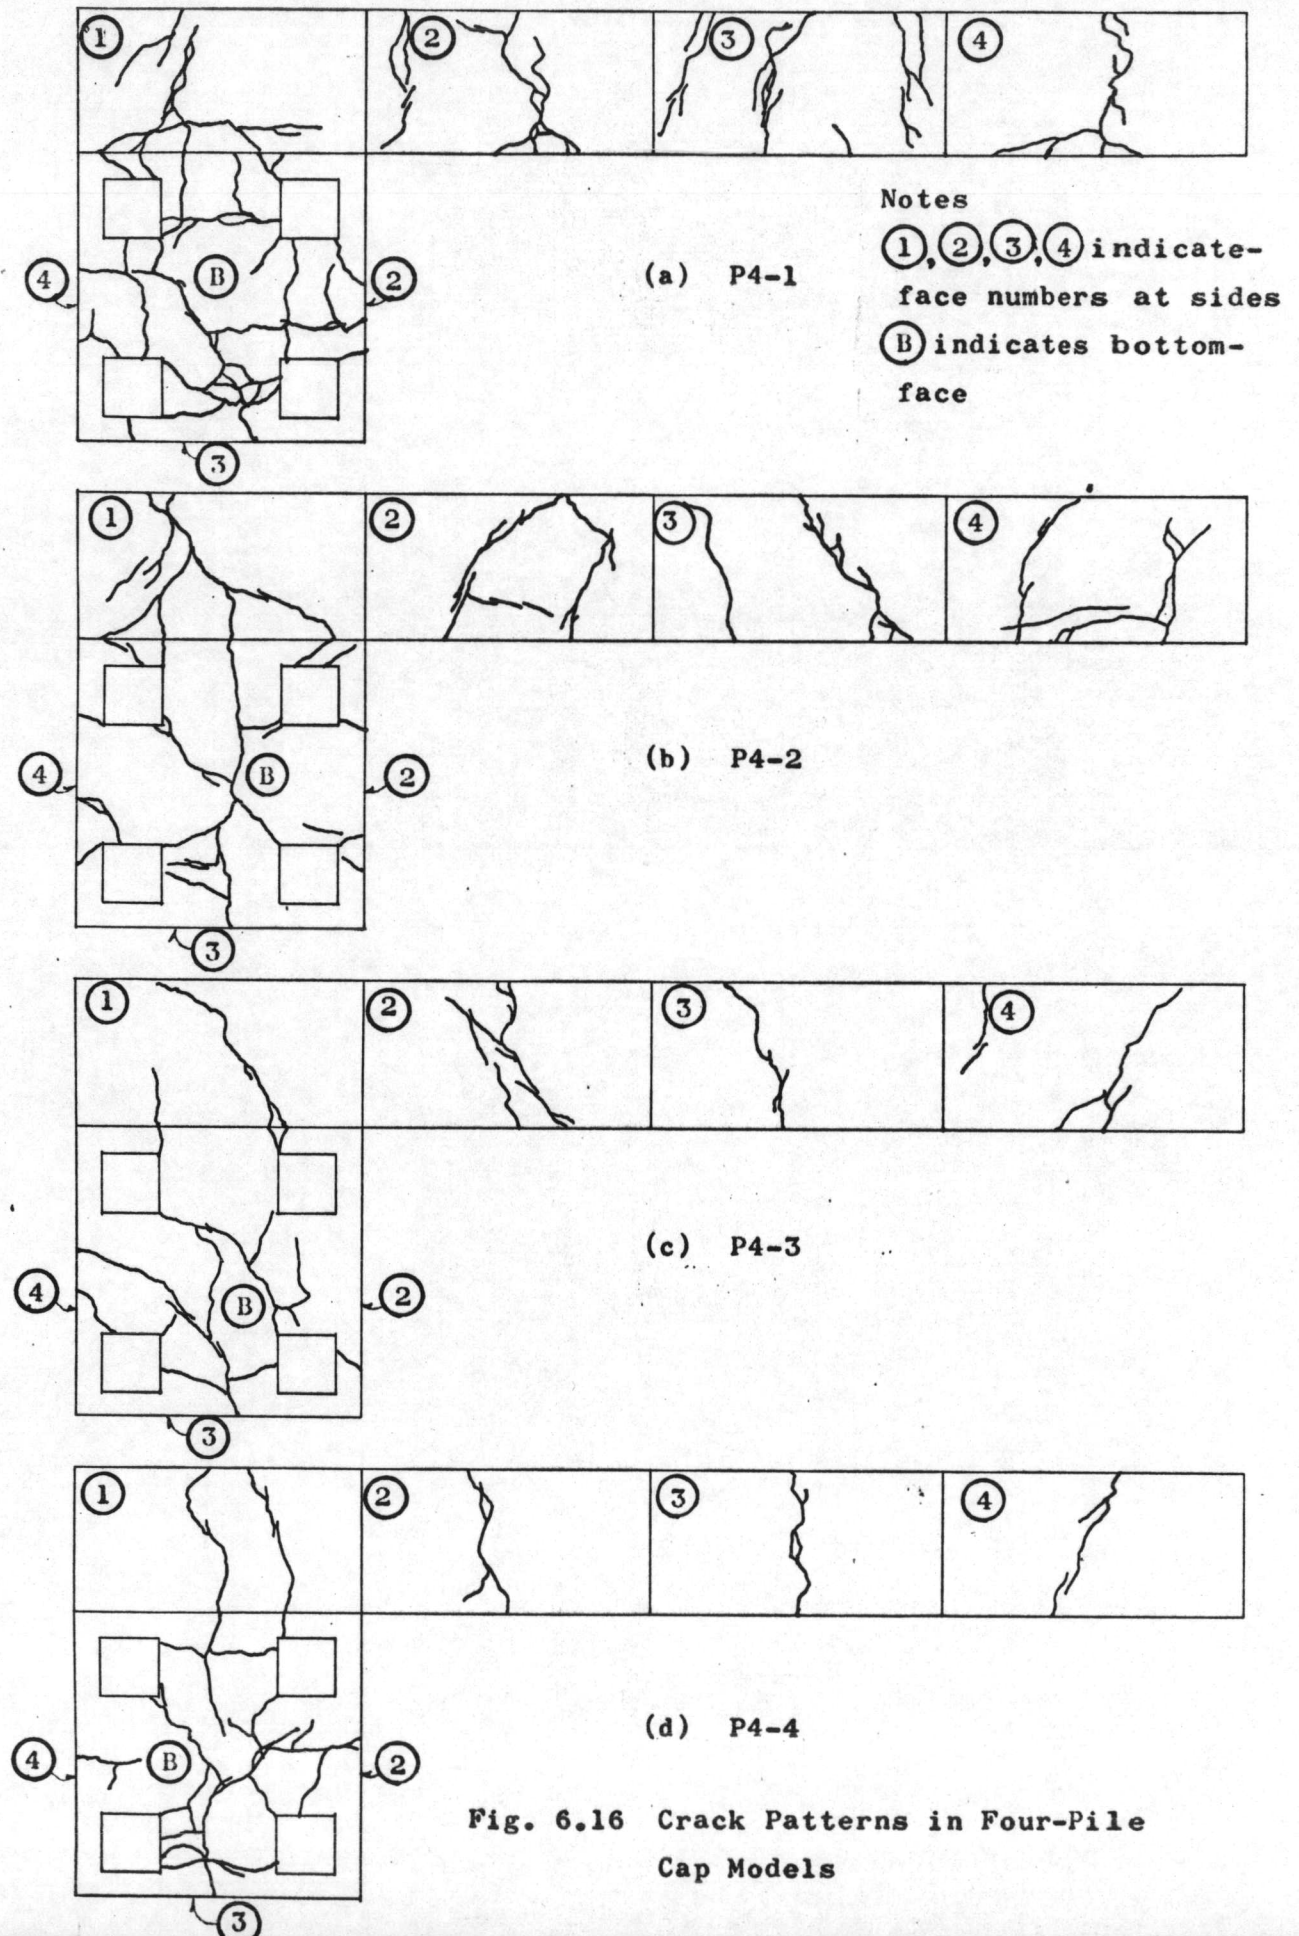 1 2 3 4
Notes
1,2,3,4 indicate-
face numbers at sides
B indicates bottom-
face
4 B 2
(a) P4-1
3
1 2 3 4
(b) P4-2
4 B 2
3
1 2 3 4
(c) P4-3
4 B 2
3
1 2 3 4
(d) P4-4
4 B 2
3
Fig. 6.16 Crack Patterns in Four-Pile
Cap Models